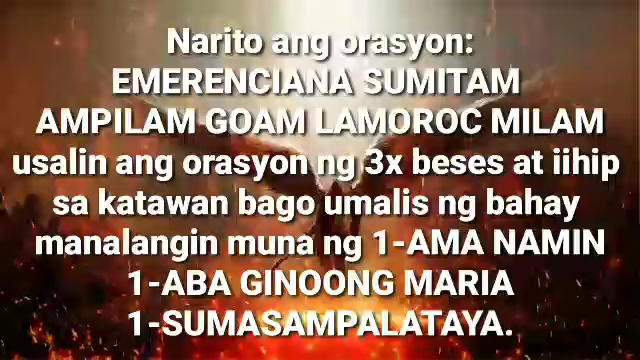 Narito ang orasyon:
EMERENCIANA SUMITAM
AMPILAM GOAM LAMOROC MILAM
usalin ang orasyon ng 3x beses at iihip
sa katawan bago umalis ng bahay
manalangin muna ng 1-AMA NAMIN
1-ABA GINOONG MARIA
1-SUMASAMPALATAYA.